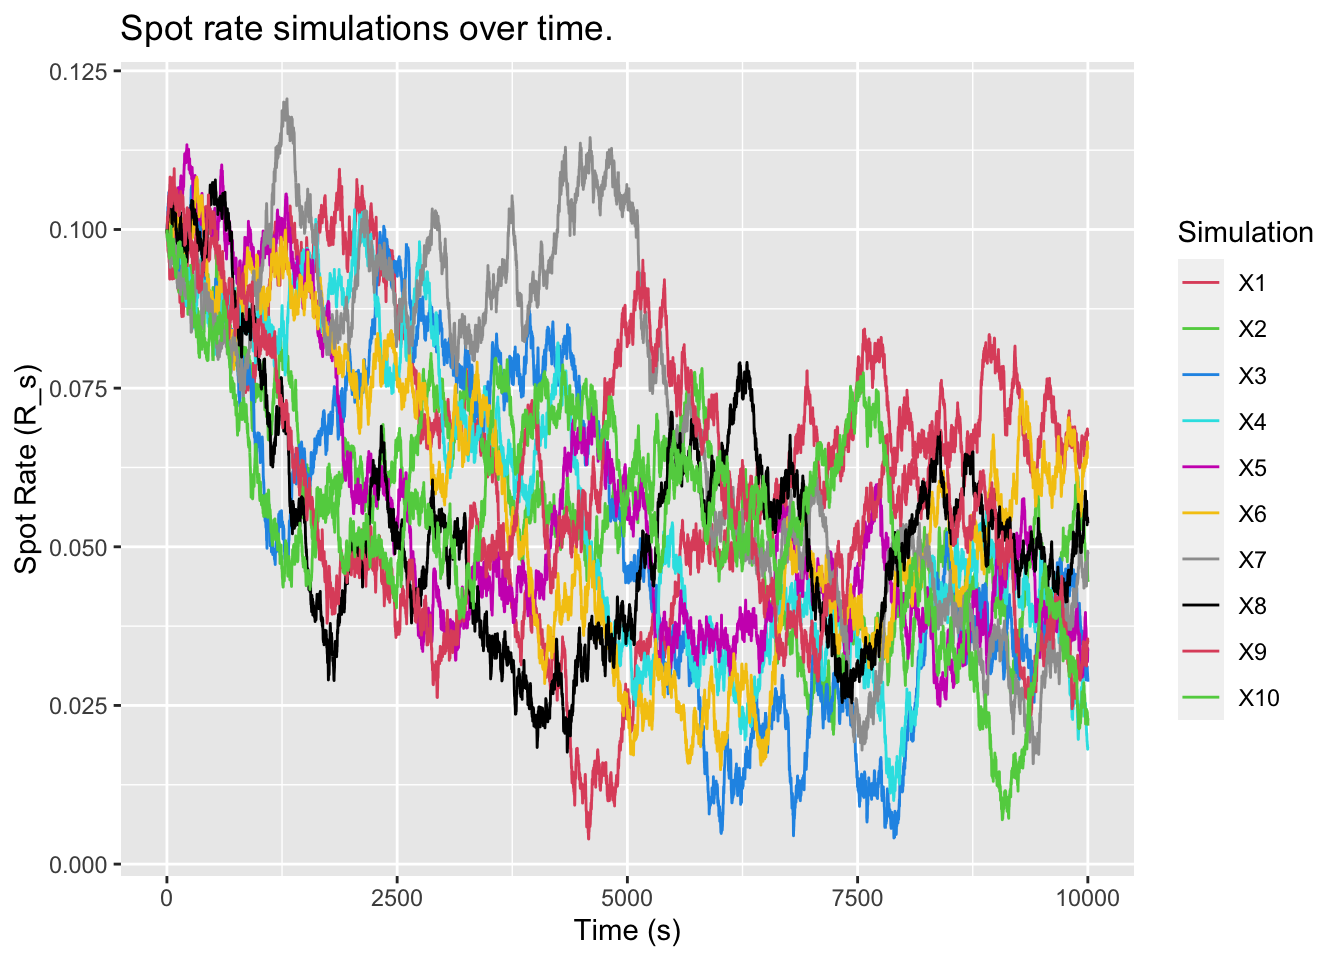 Spot rate simulations over time.
0.125
0.100
0.075
0.050
0.025
0.000
Spot Rate (R_s)
0 2500 5000 7500 10000
Time (s)
Simulation
X1
X2
X3
X4
X5
X6
X7
X8
X9
X10